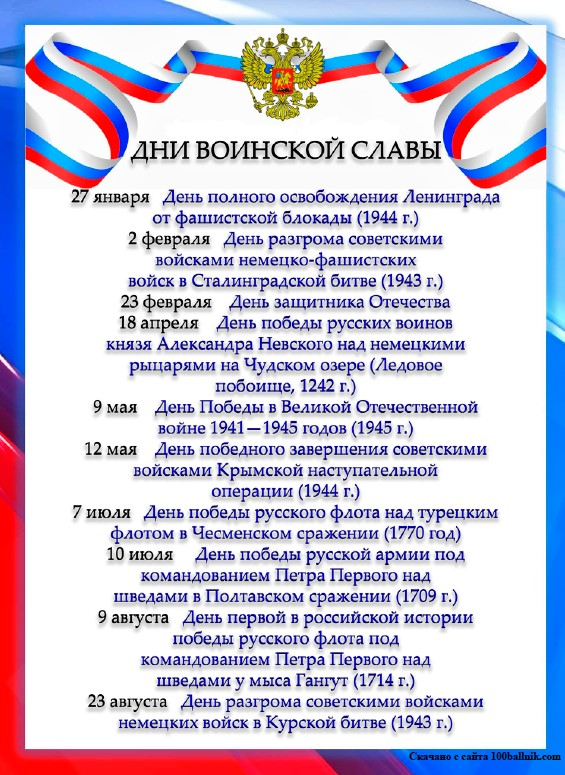 ДНИ ВОИНСКОЙ СЛАВЫ
27 января День полного освобождения Ленинграда
от фашистской блокады (1944 г.)
2 февраля День разгрома советскими
войсками немецко-фашистских
войск в Сталинградской битве (1943 г.)
23 февраля День защитника Отечества
18 апреля День победы русских воинов
князя Александра Невского над немецкими
рыцарями на Чудском озере (Ледовое
побоище, 1242 г.)
9 мая День Победы в Великой Отечественной
войне 1941—1945 годов (1945 г.)
12 мая День победного завершения советскими
войсками Крымской наступательной
операции (1944 г.)
7 июля День победы русского флота над турецким
флотом в Чесменском сражении (1770 год)
10 июля День победы русской армии под
командованием Петра Первого над
шведами в Полтавском сражении (1709 г.)
9 августа День первой в российской истории
победы русского флота под
командованием Петра Первого над
шведами у мыса Гангут (1714 г.)
23 августа День разгрома советскими войсками
немецких войск в Курской битве (1943 г.)
Скачано с сайта 100ballnik.com